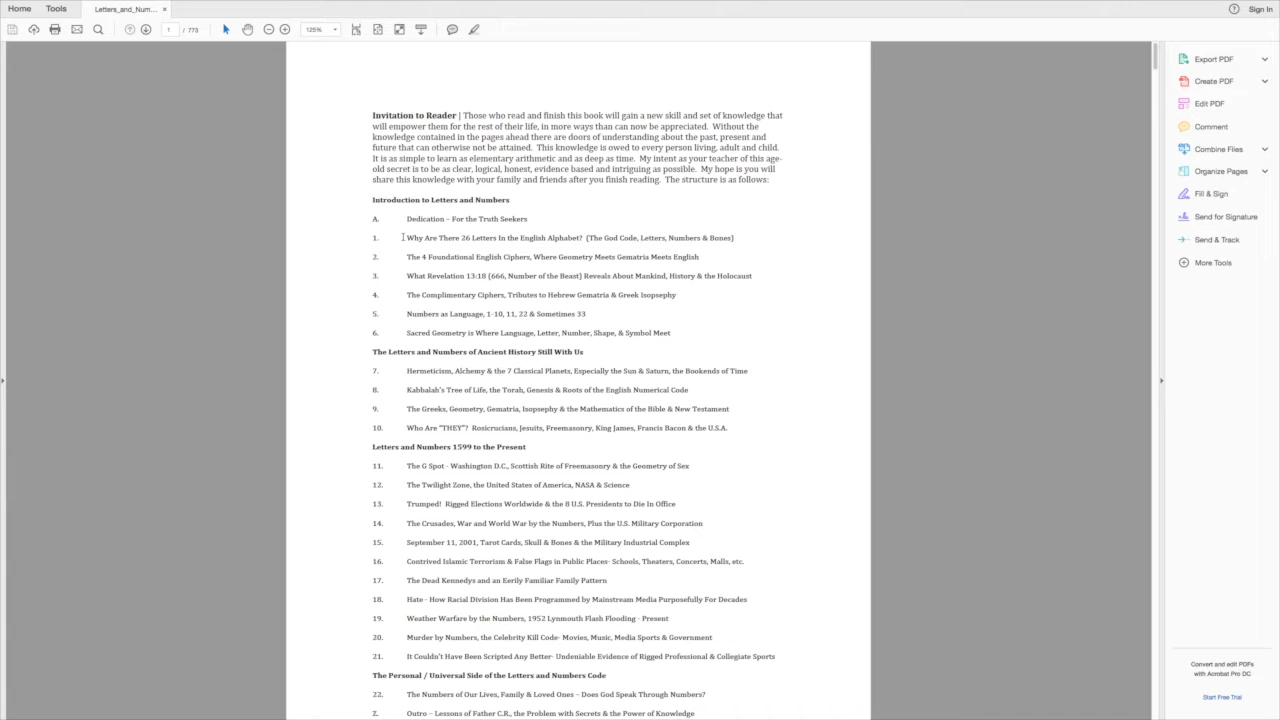 Home
Tools
Letters_and_Num...
Sign In
1 / 773
125%
Invitation to Reader | Those who read and finish this book will gain a new skill and set of knowledge that
will empower them for the rest of their life, in more ways than can now be appreciated. Without the
knowledge contained in the pages ahead there are doors of understanding about the past, present and
future that can otherwise not be attained. This knowledge is owed to every person living, adult and child.
It is as simple to learn as elementary arithmetic and as deep as time. My intent as your teacher of this age-
old secret is to be as clear, logical, honest, evidence based and intriguing as possible. My hope is you will
share this knowledge with your family and friends after you finish reading. The structure is as follows:
Introduction to Letters and Numbers
A. Dedication – For the Truth Seekers
1. Why Are There 26 Letters In the English Alphabet? (The God Code, Letters, Numbers & Bones)
2. The 4 Foundational English Ciphers, Where Geometry Meets Gematria Meets English
3. What Revelation 13:18 (666, Number of the Beast) Reveals About Mankind, History & the Holocaust
4. The Complimentary Ciphers, Tributes to Hebrew Gematria & Greek Isopsephy
5. Numbers as Language, 1-10, 11, 22 & Sometimes 33
6. Sacred Geometry is Where Language, Letter, Number, Shape, & Symbol Meet
The Letters and Numbers of Ancient History Still With Us
7. Hermeticism, Alchemy & the 7 Classical Planets, Especially the Sun & Saturn, the Bookends of Time
8. Kabbalah's Tree of Life, the Torah, Genesis & Roots of the English Numerical Code
9. The Greeks, Geometry, Gematria, Isopsephy & the Mathematics of the Bible & New Testament
10. Who Are "THEY"? Rosicrucians, Jesuits, Freemasonry, King James, Francis Bacon & the U.S.A.
Letters and Numbers 1599 to the Present
11. The G Spot - Washington D.C., Scottish Rite of Freemasonry & the Geometry of Sex
12. The Twilight Zone, the United States of America, NASA & Science
13. Trumped! Rigged Elections Worldwide & the 8 U.S. Presidents to Die In Office
14. The Crusades, War and World War by the Numbers, Plus the U.S. Military Corporation
15. September 11, 2001, Tarot Cards, Skull & Bones & the Military Industrial Complex
16. Contrived Islamic Terrorism & False Flags in Public Places- Schools, Theaters, Concerts, Malls, etc.
17. The Dead Kennedys and an Eerily Familiar Family Pattern
18. Hate - How Racial Division Has Been Programmed by Mainstream Media Purposefully For Decades
19. Weather Warfare by the Numbers, 1952 Lynmouth Flash Flooding - Present
20. Murder by Numbers, the Celebrity Kill Code- Movies, Music, Media Sports & Government
21. It Couldn't Have Been Scripted Any Better- Undeniable Evidence of Rigged Professional & Collegiate Sports
The Personal / Universal Side of the Letters and Numbers Code
22. The Numbers of Our Lives, Family & Loved Ones – Does God Speak Through Numbers?
Z. Outro – Lessons of Father C.R., the Problem with Secrets & the Power of Knowledge
Export PDF
Create PDF
Edit PDF
Comment
Combine Files
Organize Pages
Fill & Sign
Send for Signature
Send & Track
More Tools
Convert and edit PDFs
with Acrobat Pro DC
Start Free Trial